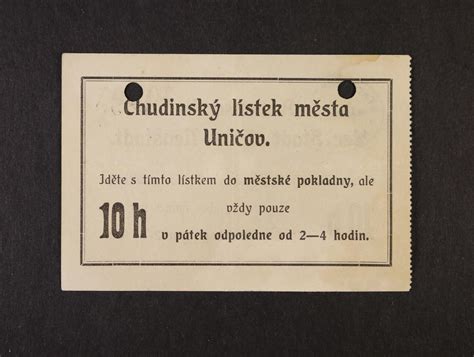 Chudinský lístek města
Uničov.
Jděte s tímto lístkem do městské pokladny, ale
vždy pouze
10 h
v pátek odpoledne od 2—4 hodin.